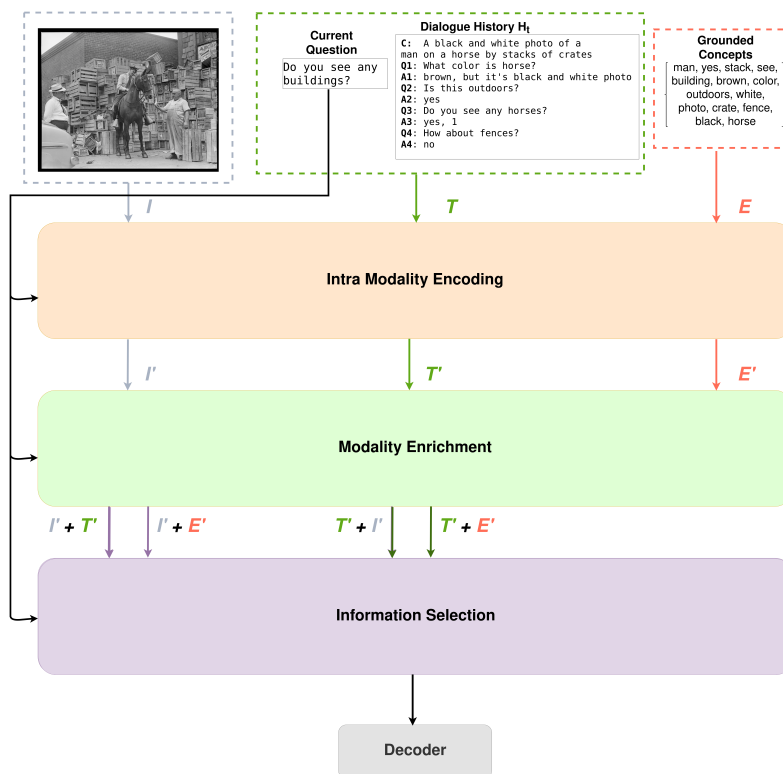 Current
Question
Do you see any
buildings?
Dialogue History Ht
C: A black and white photo of a
man on a horse by stacks of crates
Q1: What color is horse?
A1: brown, but it's black and white photo
Q2: Is this outdoors?
A2: yes
Q3: Do you see any horses?
A3: yes, 1
Q4: How about fences?
A4: no
Grounded
Concepts
man, yes, stack, see,
building, brown, color,
outdoors, white,
photo, crate, fence,
black, horse
I
T
E
Intra Modality Encoding
I'
T'
E'
Modality Enrichment
I' + T'
I' + E'
T' + I'
T' + E'
Information Selection
Decoder